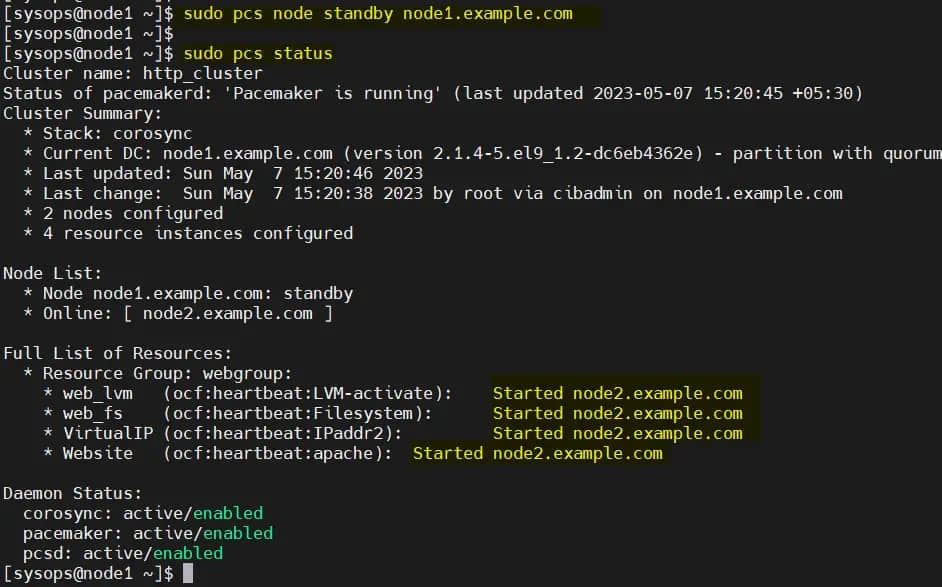 [sysops@node1 ~]$ sudo pcs node standby node1.example.com
[sysops@node1 ~]$
[sysops@node1 ~]$ sudo pcs status
Cluster name: http_cluster
Status of pacemakerd: 'Pacemaker is running' (last updated 2023-05-07 15:20:45 +05:30)
Cluster Summary:
  * Stack: corosync
  * Current DC: node1.example.com (version 2.1.4-5.el9_1.2-dc6eb4362e) - partition with quorum
  * Last updated: Sun May  7 15:20:46 2023
  * Last change:  Sun May  7 15:20:38 2023 by root via cibadmin on node1.example.com
  * 2 nodes configured
  * 4 resource instances configured

Node List:
  * Node node1.example.com: standby
  * Online: [ node2.example.com ]

Full List of Resources:
  * Resource Group: webgroup:
    * web_lvm   (ocf:heartbeat:LVM-activate):    Started node2.example.com
    * web_fs    (ocf:heartbeat:Filesystem):      Started node2.example.com
    * VirtualIP (ocf:heartbeat:IPaddr2):         Started node2.example.com
    * Website   (ocf:heartbeat:apache):  Started node2.example.com

Daemon Status:
  corosync: active/enabled
  pacemaker: active/enabled
  pcsd: active/enabled
[sysops@node1 ~]$